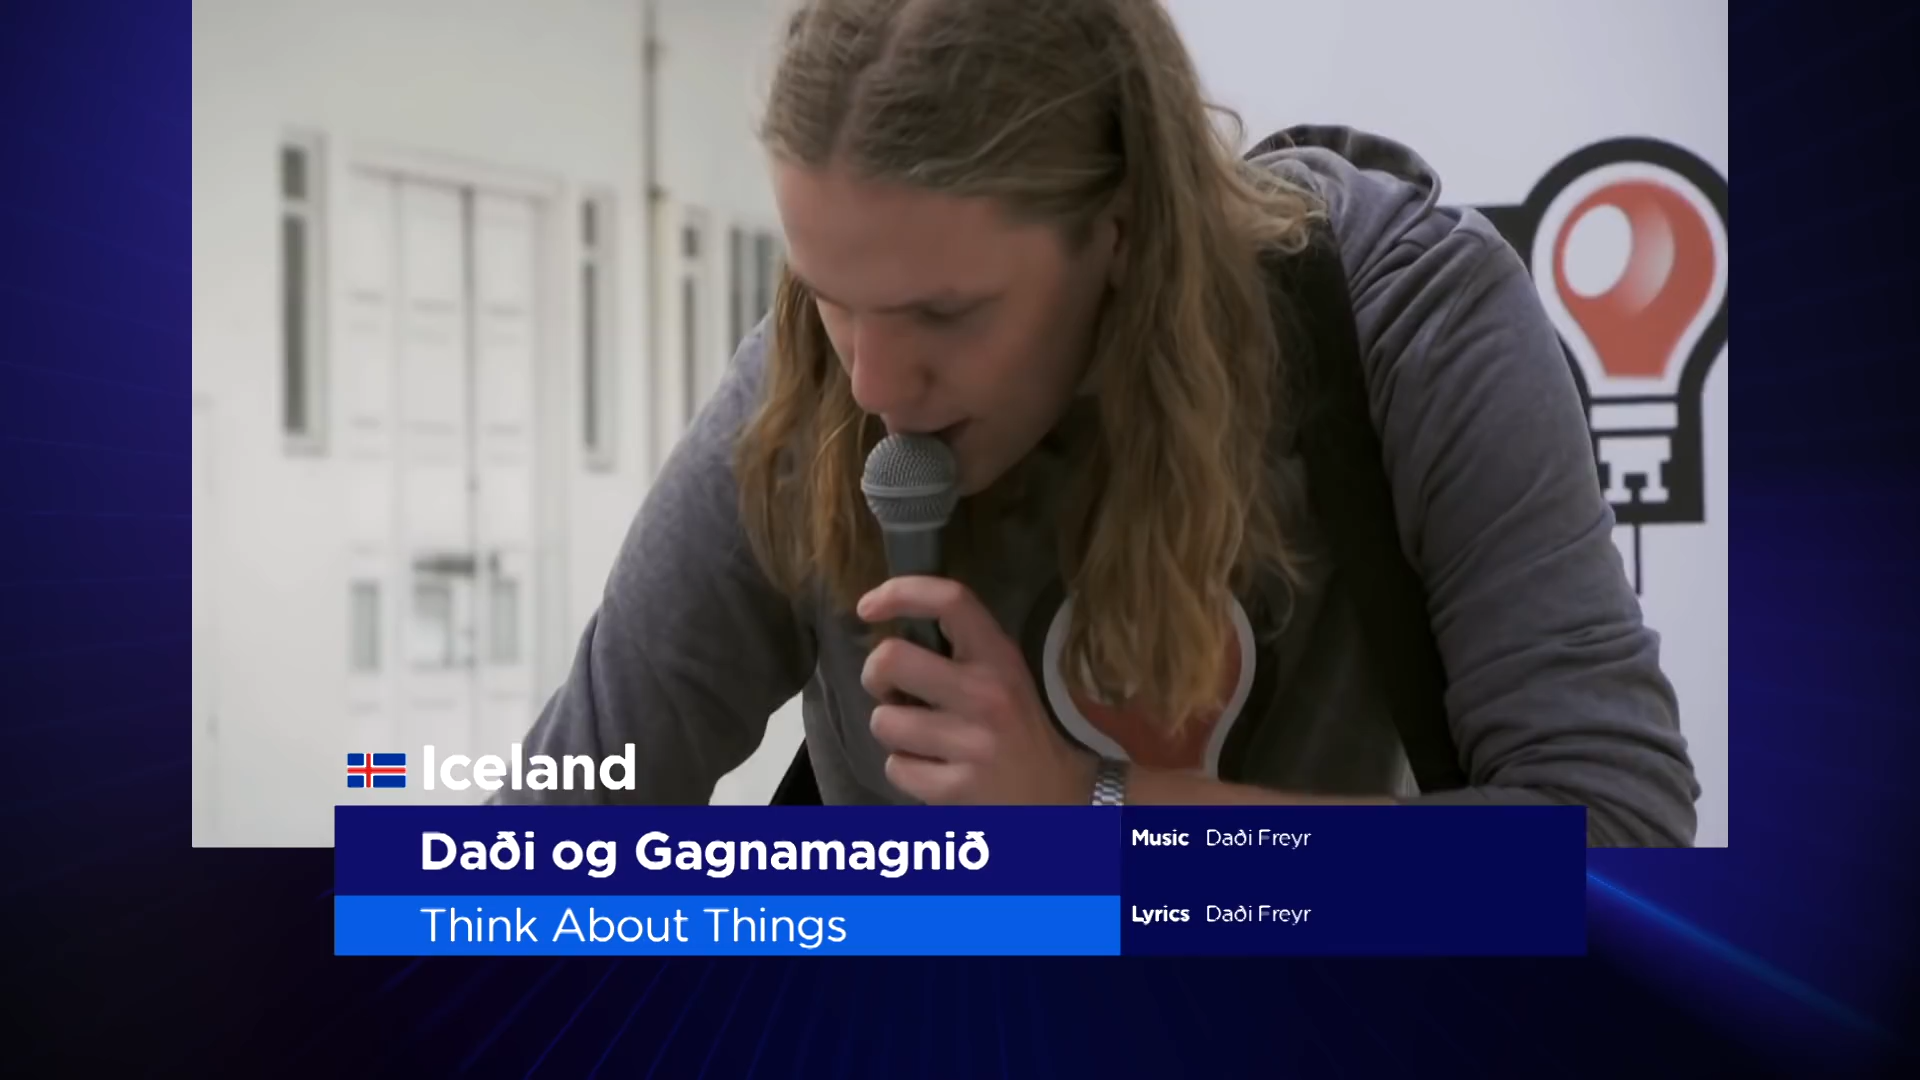 Iceland
Daði og Gagnamagnið
Think About Things
Music Daði Freyr
Lyrics Daði Freyr